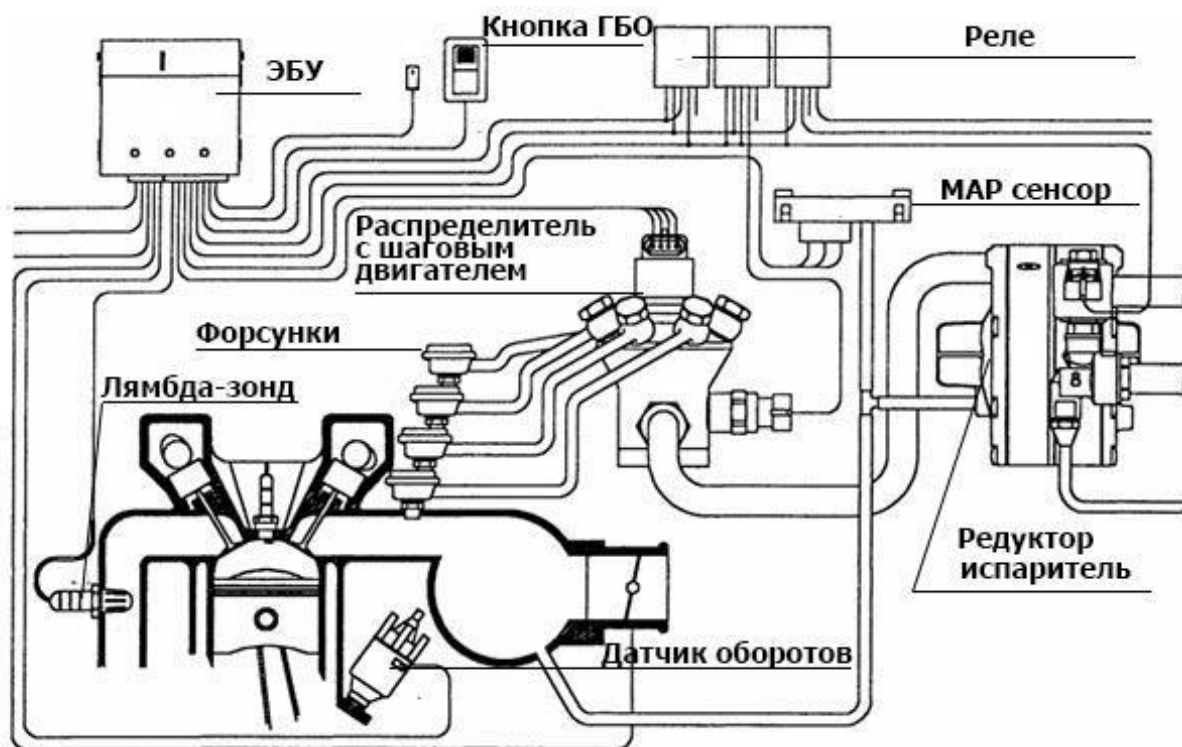 Кнопка ГБО
Реле
ЭБУ
МАР сенсор
Распределитель
с шаговым
двигателем
Форсунки
Лямбда-зонд
Редуктор
испаритель
Датчик оборотов